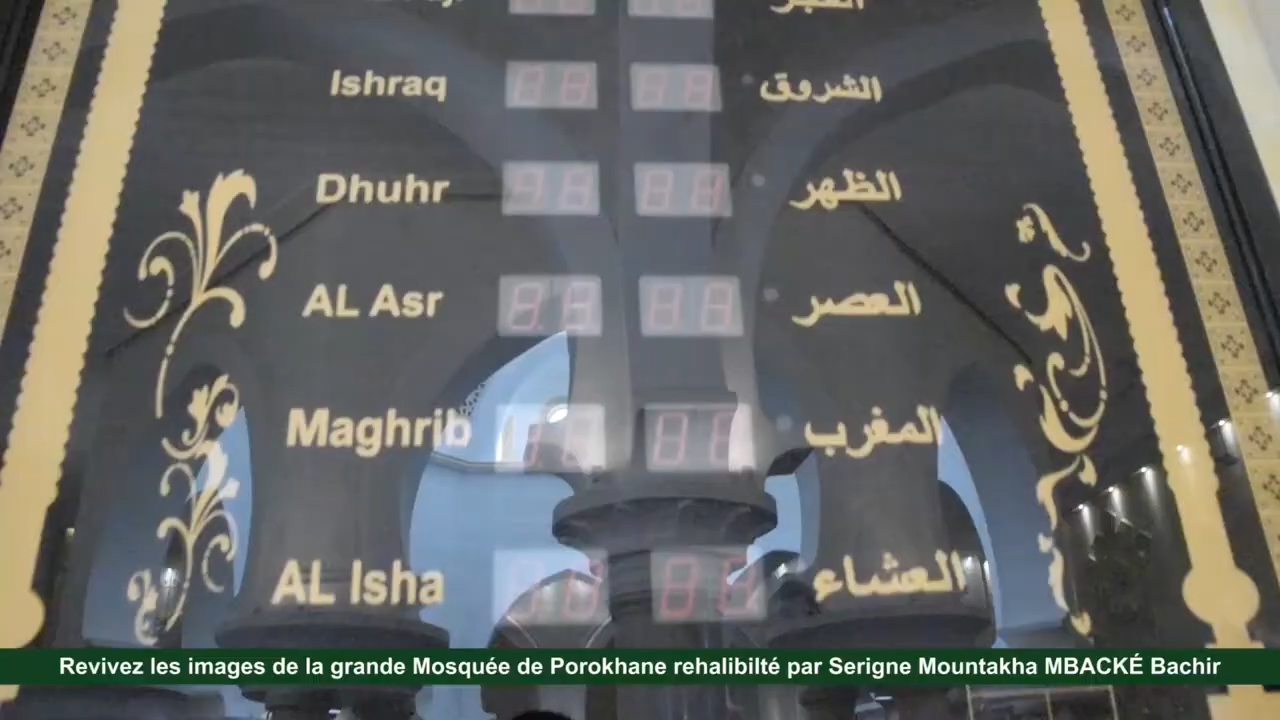 الفجر
Ishraq الشروق
Dhuhr الظهر
AL Asr العصر
Maghrib المغرب
AL Isha العشاء
Revivez les images de la grande Mosquée de Porokhane rehalibilté par Serigne Mountakha MBACKÉ Bachir